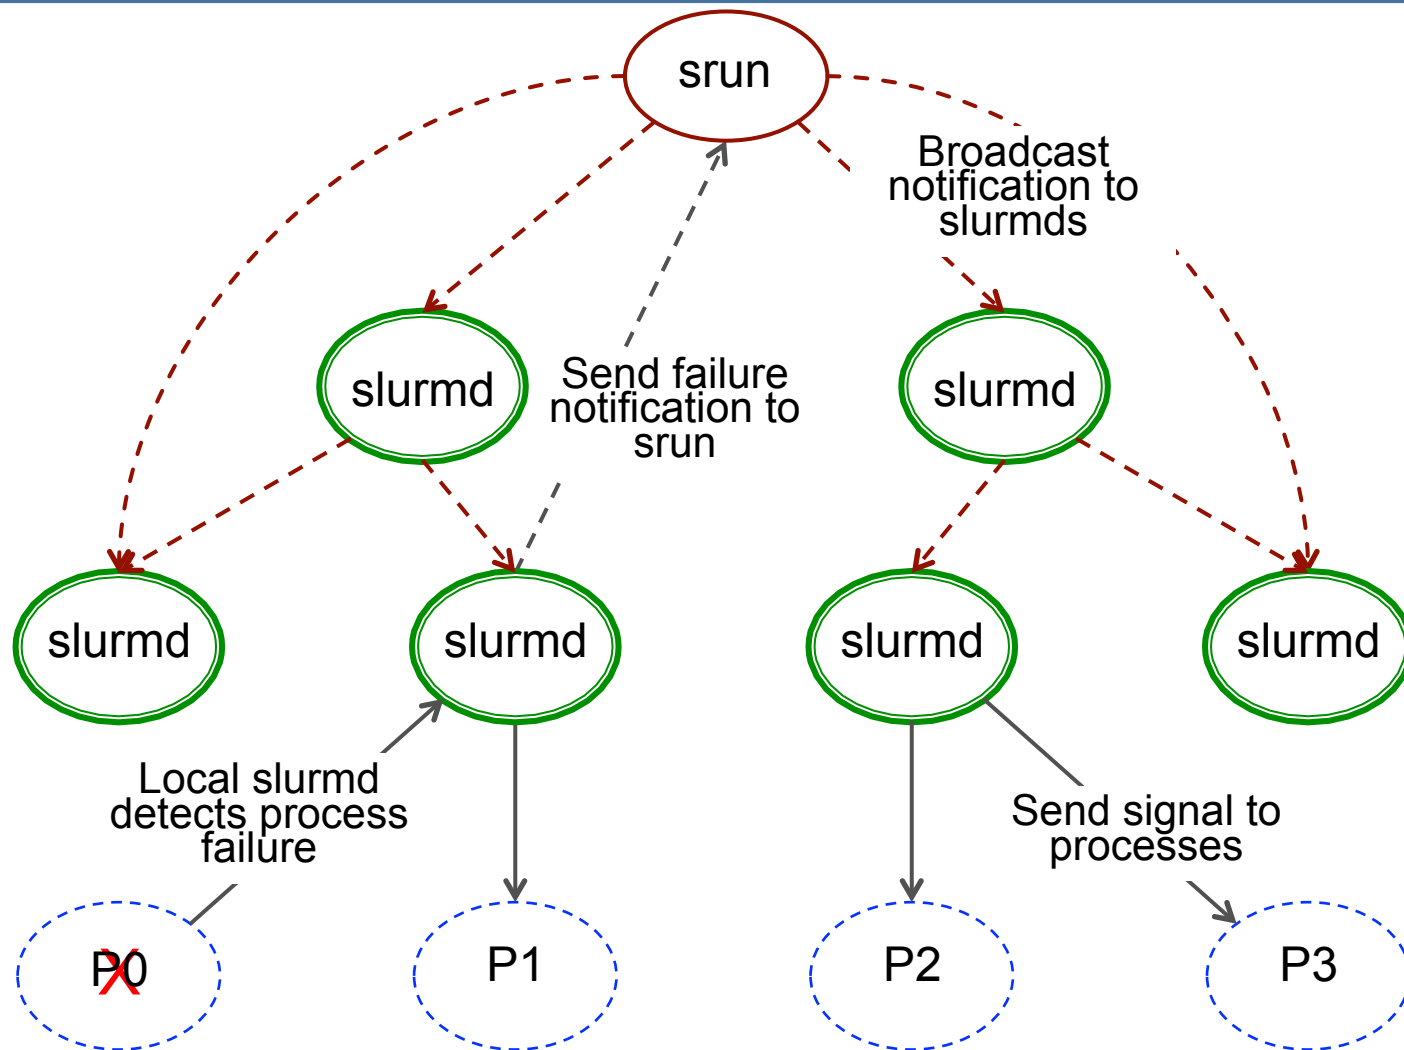 srun
Broadcast
notification to
slurmds
slurmd
Send failure
notification to
srun
slurmd
slurmd
slurmd
slurmd
slurmd
Local slurmd
detects process
failure
Send signal to
processes
P0
P1
P2
P3